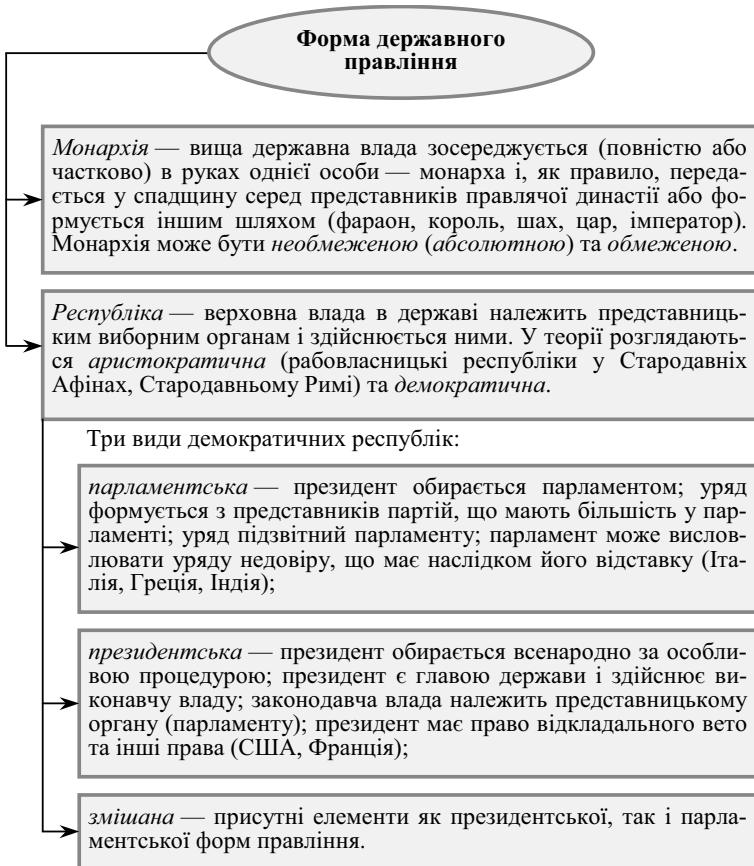 Форма державного
правління
Монархія — вища державна влада зосереджується (повністю або
частково) в руках однієї особи — монарха і, як правило, переда-
ється у спадщину серед представників правлячої династії або фо-
рмується іншим шляхом (фараон, король, шах, цар, імператор).
Монархія може бути необмеженою (абсолютною) та обмеженою.
Республіка — верховна влада в державі належить представниць-
ким виборним органам і здійснюється ними. У теорії розглядають-
ся аристократична (рабовласницькі республіки у Стародавніх
Афінах, Стародавньому Римі) та демократична.
Три види демократичних республік:
парламентська — президент обирається парламентом; уряд
формується з представників партій, що мають більшість у пар-
ламенті; уряд підзвітний парламенту; парламент може вислов-
лювати уряду недовіру, що має наслідком його відставку (Іта-
лія, Греція, Індія);
президентська — президент обирається всенародно за особли-
вою процедурою; президент є главою держави і здійснює ви-
конавчу владу; законодавча влада належить представницькому
органу (парламенту); президент має право відкладального вето
та інші права (США, Франція);
змішана — присутні елементи як президентської, так і парла-
ментської форм правління.